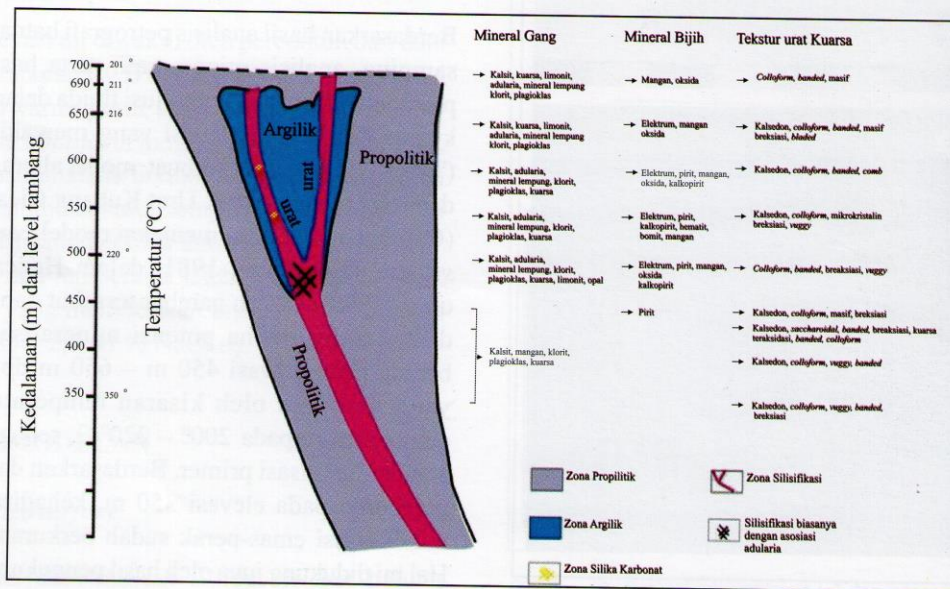 Mineral Gang
Mineral Bijih
Tekstur urat Kuarsa
Kedalaman (m) dari level tambang
Temperatur (°C)
700
690
650
600
550
500
450
400
350
201
211
216
220
350
Argilik
Propolitik
urat
urat
Propolitik
Kalsit, kuarsa, limonit,
adularia, mineral lempung
klorit, plagioklas
Mangan, oksida
Colloform, banded, masif
Kalsit, kuarsa, limonit,
adularia, mineral lempung
klorit, plagioklas
Elektrum, mangan
oksida
Kalsedon, colloform, banded, masif
breksiasi, bladed
Kalsit, adularia,
mineral lempung, klorit,
plagioklas, kuarsa
Elektrum, pirit, mangan,
oksida, kalkopirit
Kalsedon, colloform, banded, comb
Kalsit, adularia,
mineral lempung, klorit,
plagioklas, kuarsa
Elektrum, pirit,
kalkopirit, hematit,
bornit, mangan
Kalsedon, colloform, mikrokristalin
breksiasi, vuggy
Kalsit, adularia,
mineral lempung, klorit,
plagioklas, kuarsa, limonit, opal
Elektrum, pirit, mangan,
oksida
kalkopirit
Colloform, banded, breaksiasi, vuggy
Pirit
Kalsedon, colloform, masif, breksiasi
Kalsedon, saccharoidal, banded, breaksiasi, kuarsa
teraksidasi, banded, colloform
Kalsit, mangan, klorit,
plagioklas, kuarsa
Kalsedon, colloform, vuggy, banded
Kalsedon, colloform, vuggy, banded,
breksiasi
Zona Propilitik
Zona Silisifikasi
Zona Argilik
Silisifikasi biasanya
dengan asosiasi
adularia
Zona Silika Karbonat